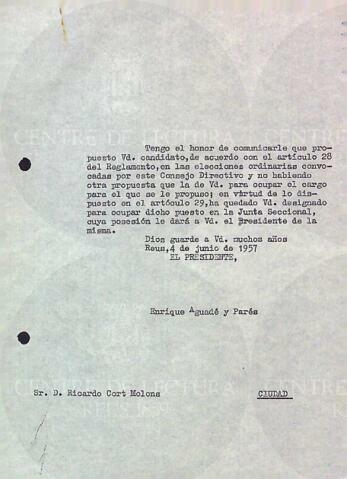 Tengo el honor de comunicarle que pro-
puesto Vd. candidato,de acuerdo con el artículo 28
del Reglamento,en las elecciones ordinarias convo-
cadas por este Consejo Directivo y no habiendo
otra propuesta que la de Vd. para ocupar el cargo
para el que se le propuso; en virtud de lo dis-
puesto en el artóculo 29,ha quedado Vd. designado
para ocupar dicho puesto en la Junta Seccional,
cuya posesión le dará a Vd. el Presidente de la
misma.
Dios guarde a Vd. muchos años
Reus,4 de junio de 1957
EL PRESIDENTE,
Enrique Aguadé y Parés
Sr. D. Ricardo Cort Molons CIUDAD